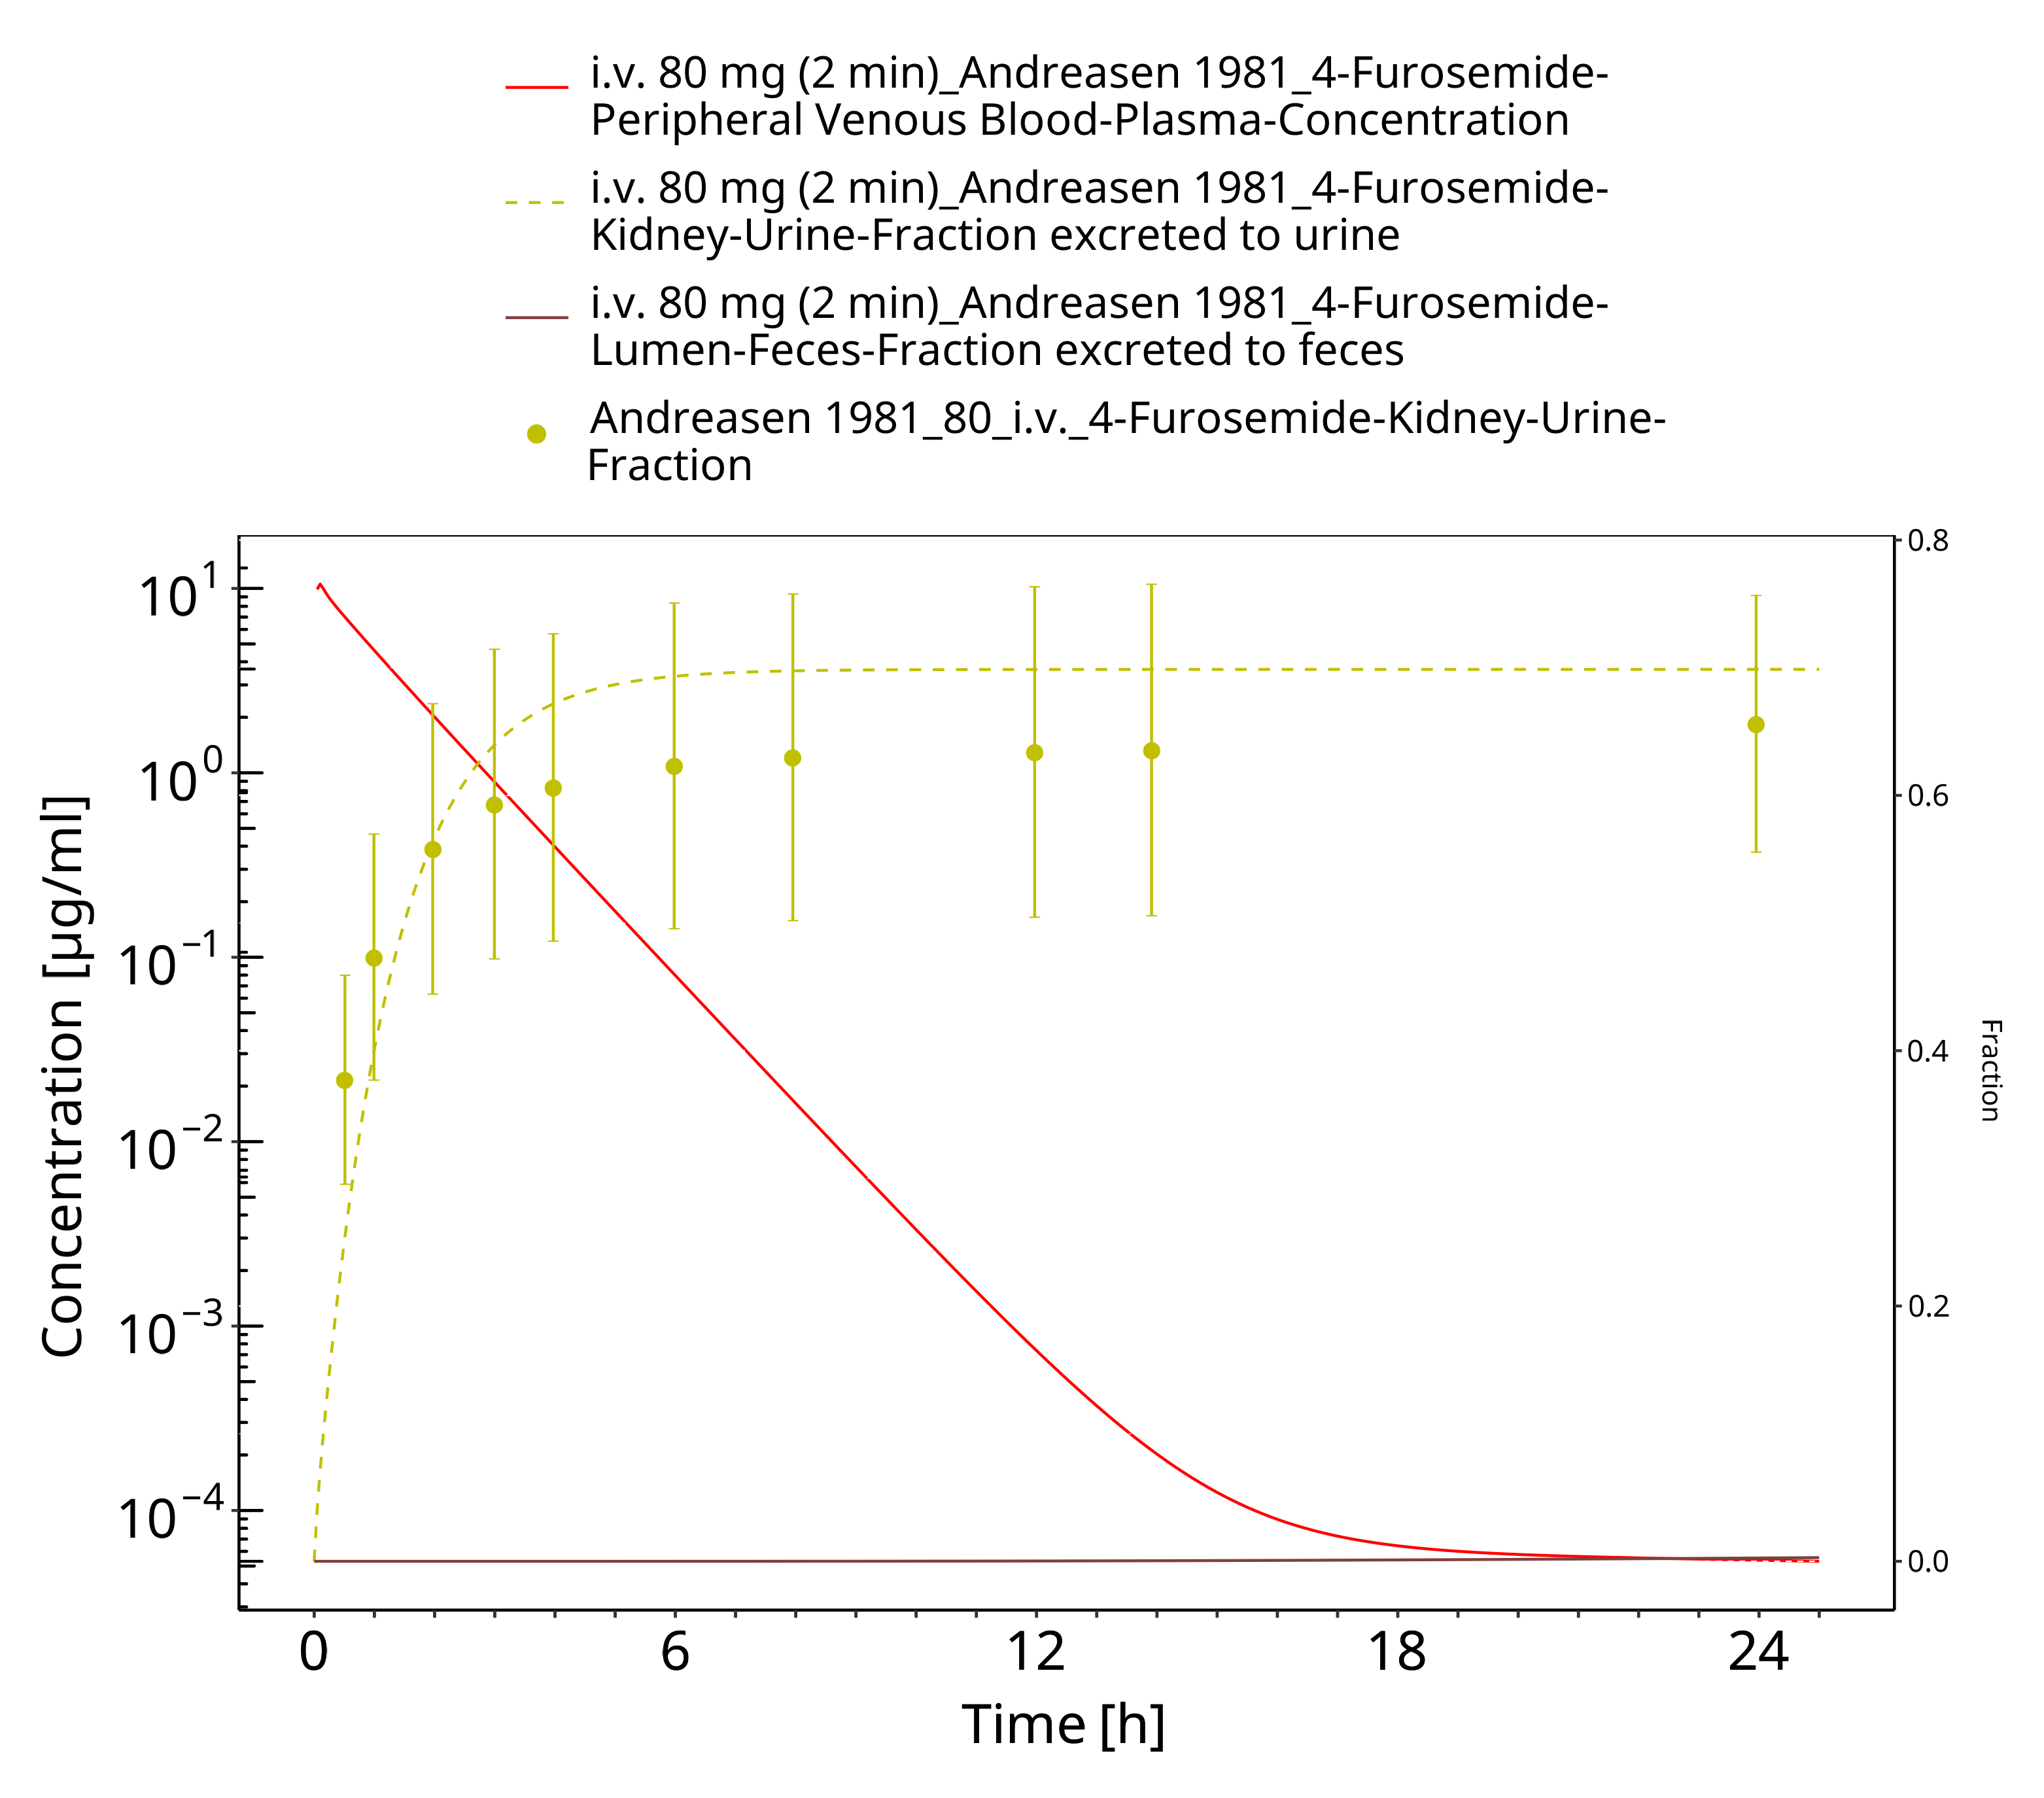 i.v. 80 mg (2 min)_Andreasen 1981_4-Furosemide-
Peripheral Venous Blood-Plasma-Concentration
i.v. 80 mg (2 min)_Andreasen 1981_4-Furosemide-
Kidney-Urine-Fraction excreted to urine
i.v. 80 mg (2 min)_Andreasen 1981_4-Furosemide-
Lumen-Feces-Fraction excreted to feces
Andreasen 1981_80_i.v._4-Furosemide-Kidney-Urine-
Fraction
Concentration [µg/ml]
10¹
10⁰
10⁻¹
10⁻²
10⁻³
10⁻⁴
0.8
0.6
0.4
0.2
0.0
Fraction
0 6 12 18 24
Time [h]